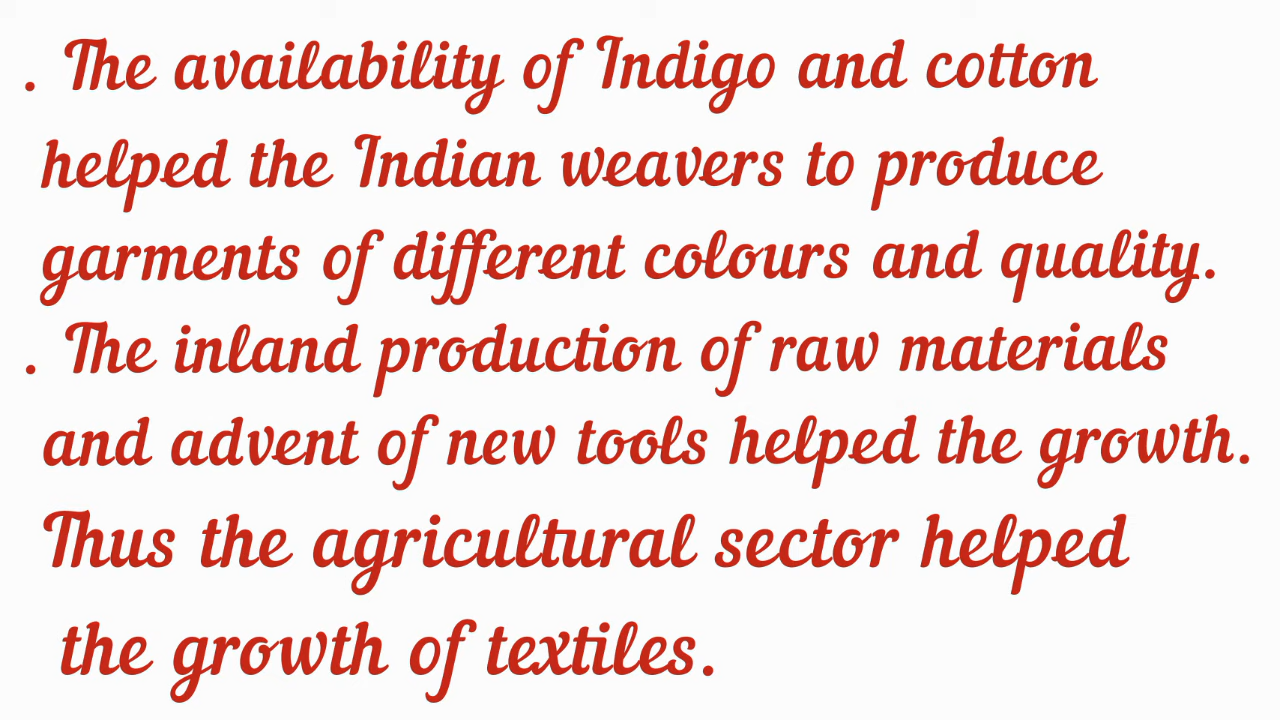 . The availability of Indigo and cotton
helped the Indian weavers to produce
garments of different colours and quality.
. The inland production of raw materials
and advent of new tools helped the growth.
Thus the agricultural sector helped
the growth of textiles.